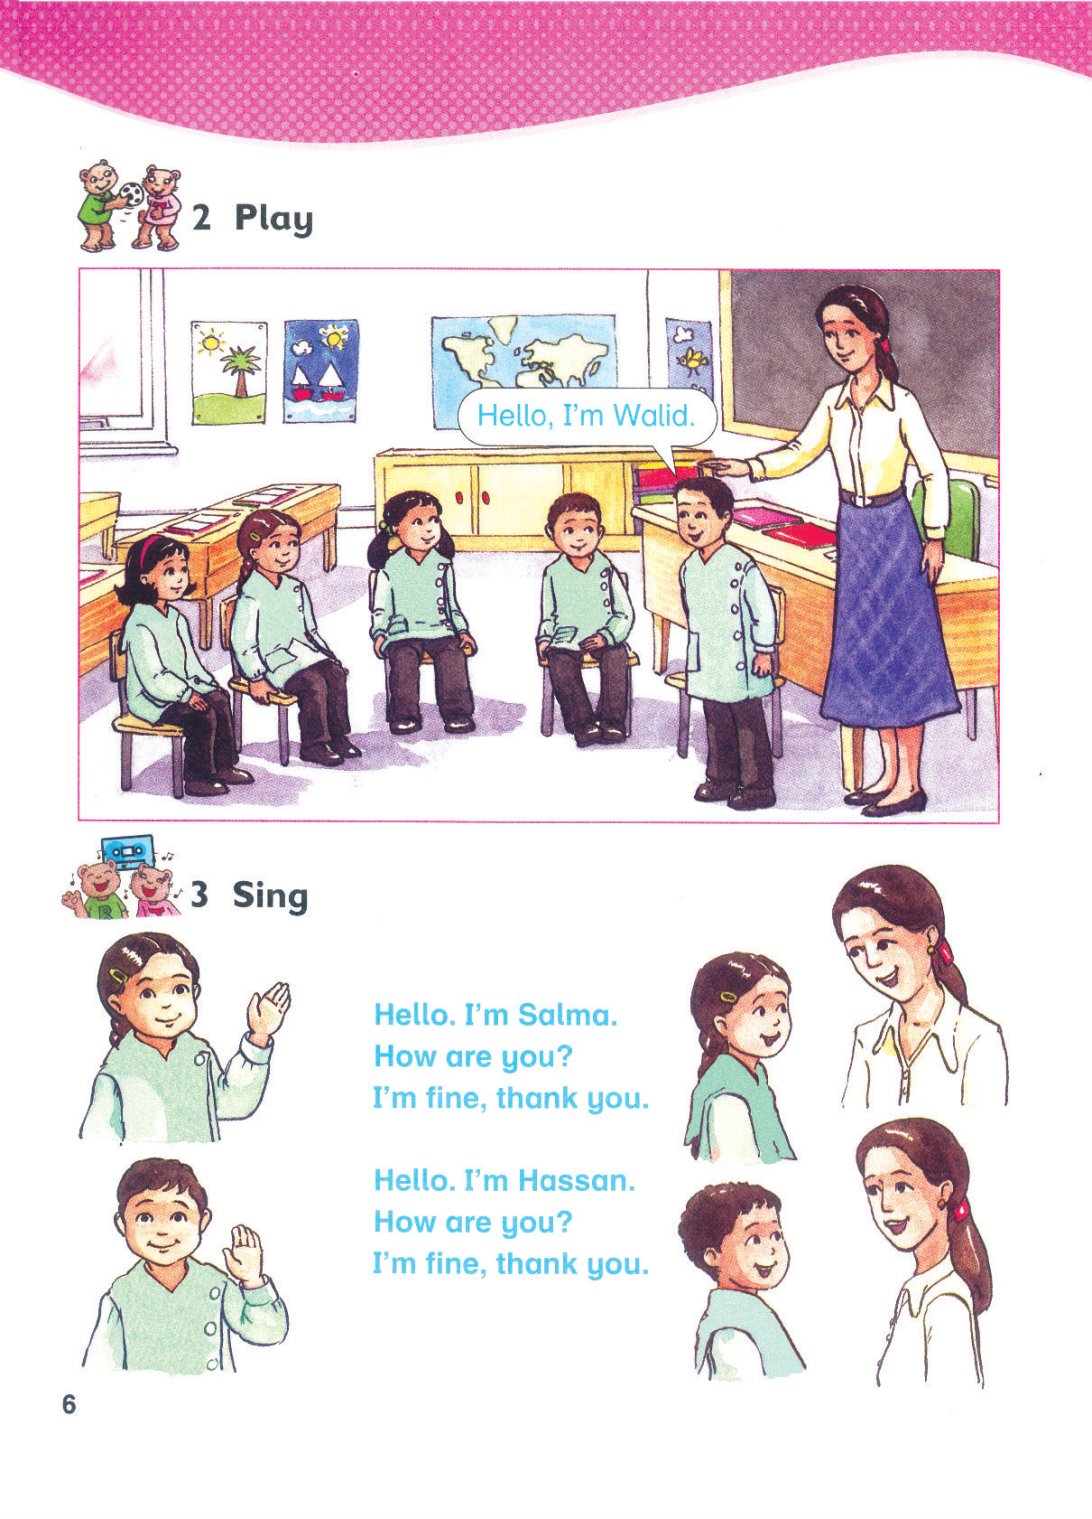 2 Play
Hello, I'm Walid.
3 Sing
Hello. I'm Salma.
How are you?
I'm fine, thank you.
Hello. I'm Hassan.
How are you?
I'm fine, thank you.
6